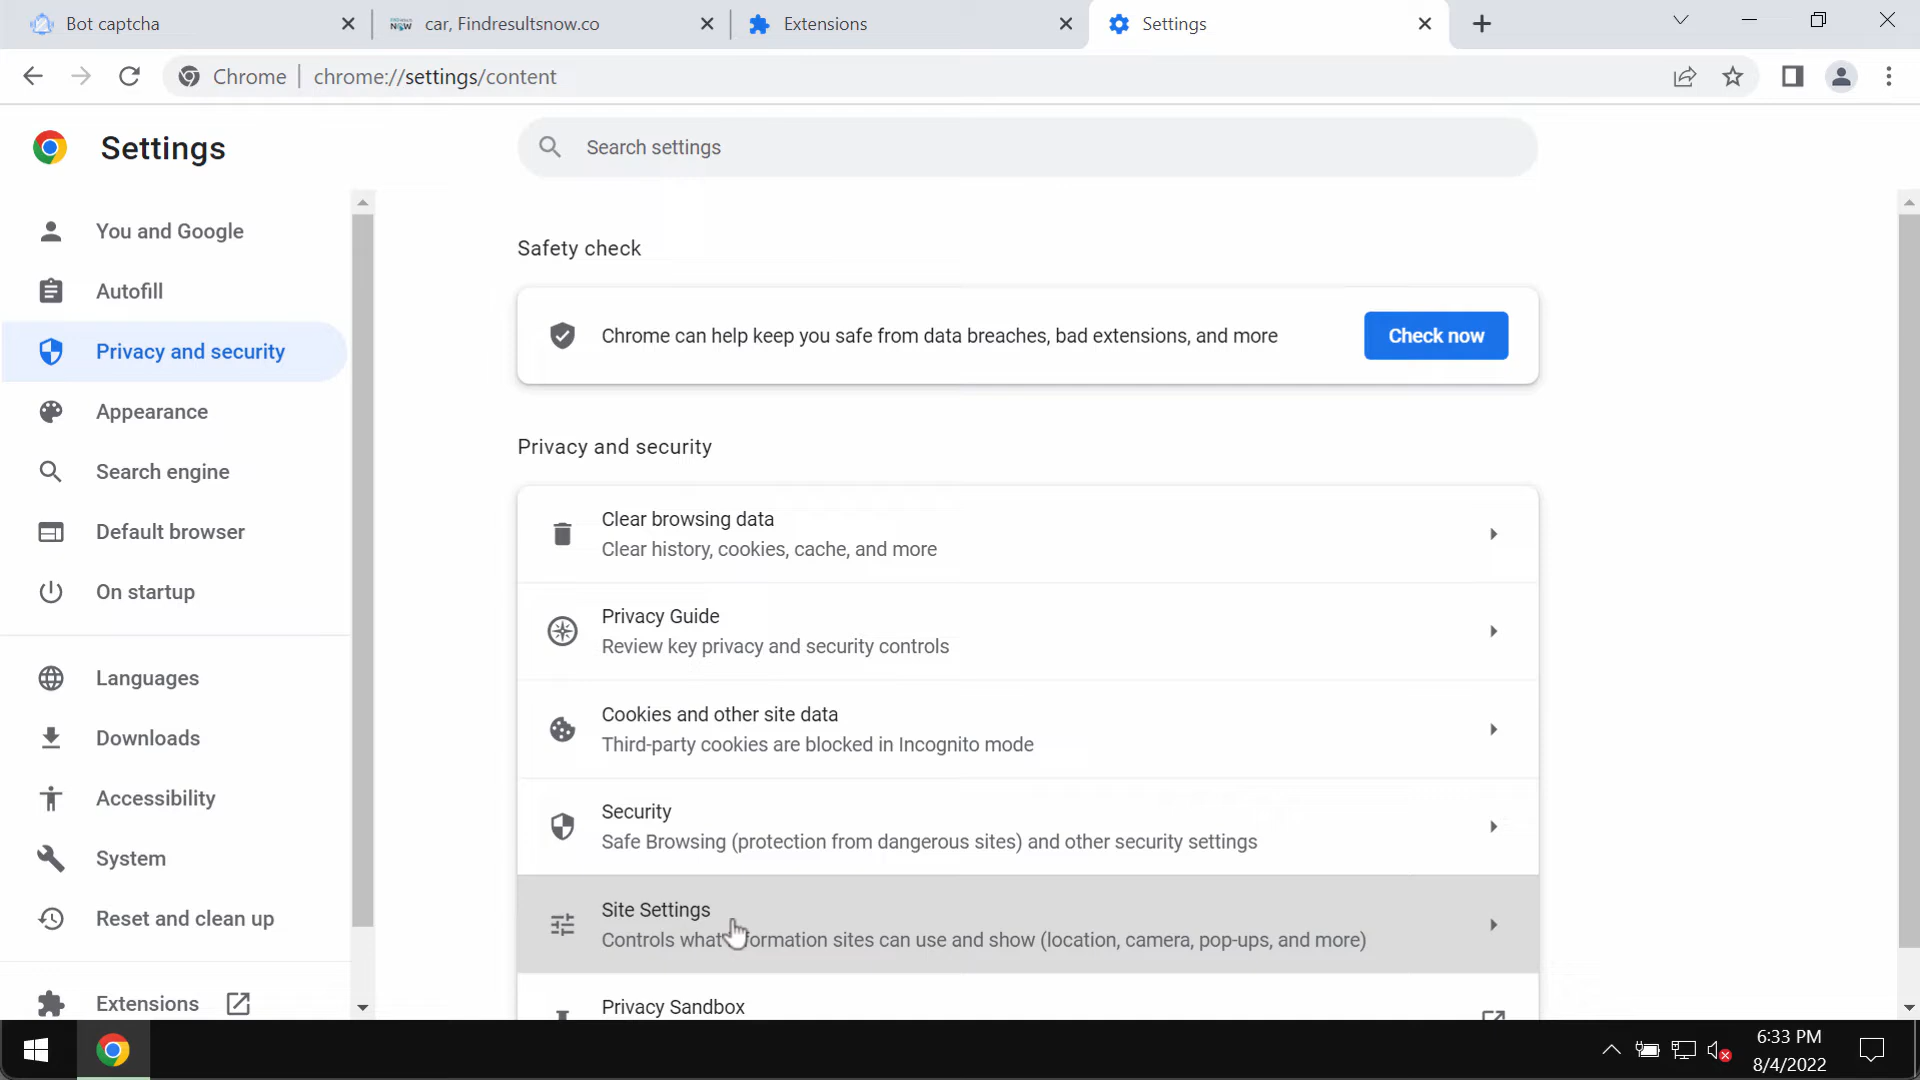 Bot captcha
car, Findresultsnow.co
Extensions
Settings
Chrome
chrome://settings/content
Settings
Search settings
You and Google
Autofill
Privacy and security
Appearance
Search engine
Default browser
On startup
Languages
Downloads
Accessibility
System
Reset and clean up
Extensions
Safety check
Chrome can help keep you safe from data breaches, bad extensions, and more
Check now
Privacy and security
Clear browsing data
Clear history, cookies, cache, and more
Privacy Guide
Review key privacy and security controls
Cookies and other site data
Third-party cookies are blocked in Incognito mode
Security
Safe Browsing (protection from dangerous sites) and other security settings
Site Settings
Controls what formation sites can use and show (location, camera, pop-ups, and more)
Privacy Sandbox
6:33 PM
8/4/2022